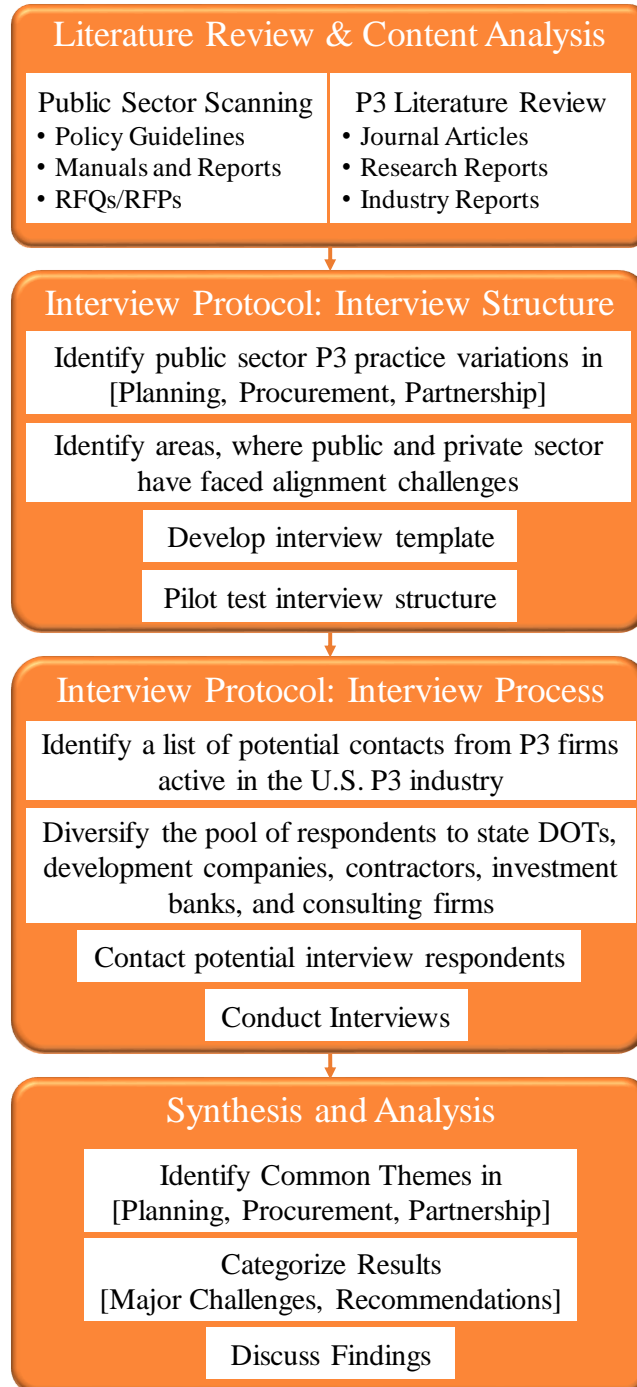 Literature Review & Content Analysis
Public Sector Scanning
• Policy Guidelines
• Manuals and Reports
• RFQs/RFPs
P3 Literature Review
• Journal Articles
• Research Reports
• Industry Reports
Interview Protocol: Interview Structure
Identify public sector P3 practice variations in
[Planning, Procurement, Partnership]
Identify areas, where public and private sector
have faced alignment challenges
Develop interview template
Pilot test interview structure
Interview Protocol: Interview Process
Identify a list of potential contacts from P3 firms
active in the U.S. P3 industry
Diversify the pool of respondents to state DOTs,
development companies, contractors, investment
banks, and consulting firms
Contact potential interview respondents
Conduct Interviews
Synthesis and Analysis
Identify Common Themes in
[Planning, Procurement, Partnership]
Categorize Results
[Major Challenges, Recommendations]
Discuss Findings